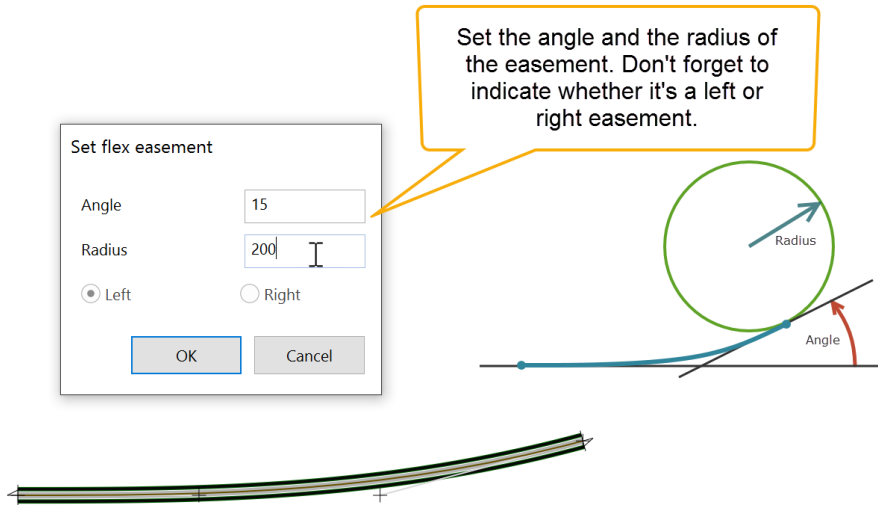 Set the angle and the radius of
the easement. Don't forget to
indicate whether it's a left or
right easement.
Set flex easement
Angle 15
Radius 200
Left Right
OK Cancel
Radius
Angle